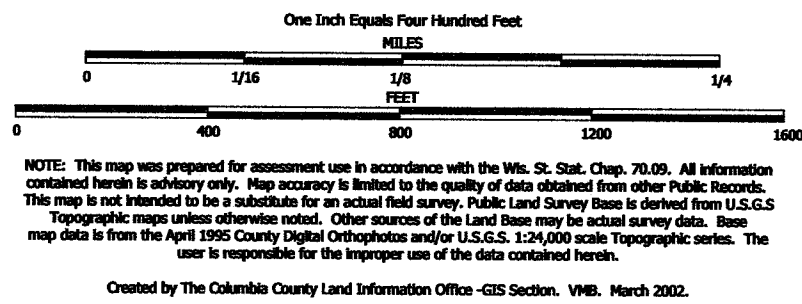 One Inch Equals Four Hundred Feet
MILES
0 1/16 1/8 1/4
FEET
0 400 800 1200 1600
NOTE: This map was prepared for assessment use in accordance with the Wis. St. Stat. Chap. 70.09. All information
contained herein is advisory only. Map accuracy is limited to the quality of data obtained from other Public Records.
This map is not intended to be a substitute for an actual field survey. Public Land Survey Base is derived from U.S.G.S
Topographic maps unless otherwise noted. Other sources of the Land Base may be actual survey data. Base
map data is from the April 1995 County Digital Orthophotos and/or U.S.G.S. 1:24,000 scale Topographic series. The
user is responsible for the improper use of the data contained herein.
Created by The Columbia County Land Information Office -GIS Section. VMB. March 2002.